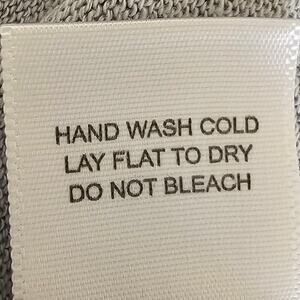 HAND WASH COLD
LAY FLAT TO DRY
DO NOT BLEACH